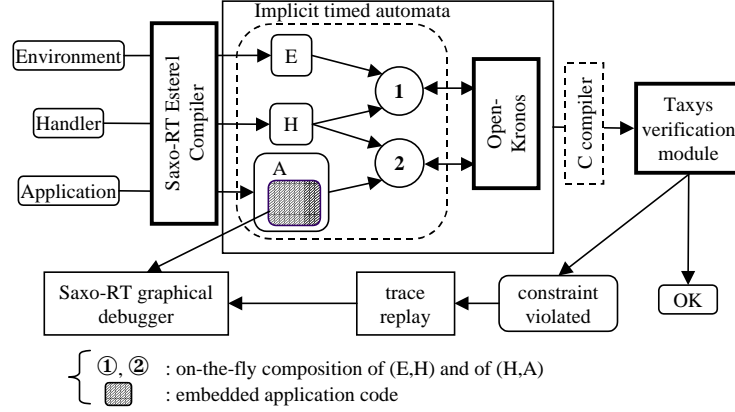 Implicit timed automata
Environment
Handler
Application
Saxo-RT Esterel
Compiler
E
H
A
1
2
Open-
Kronos
C compiler
Taxys
verification
module
Saxo-RT graphical
debugger
trace
replay
constraint
violated
OK
①, ② : on-the-fly composition of (E,H) and of (H,A)
: embedded application code